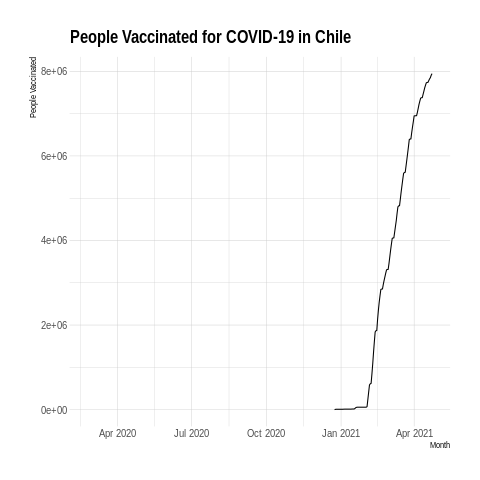 People Vaccinated for COVID-19 in Chile
People Vaccinated
8e+06
6e+06
4e+06
2e+06
0e+00
Apr 2020
Jul 2020
Oct 2020
Jan 2021
Apr 2021
Month